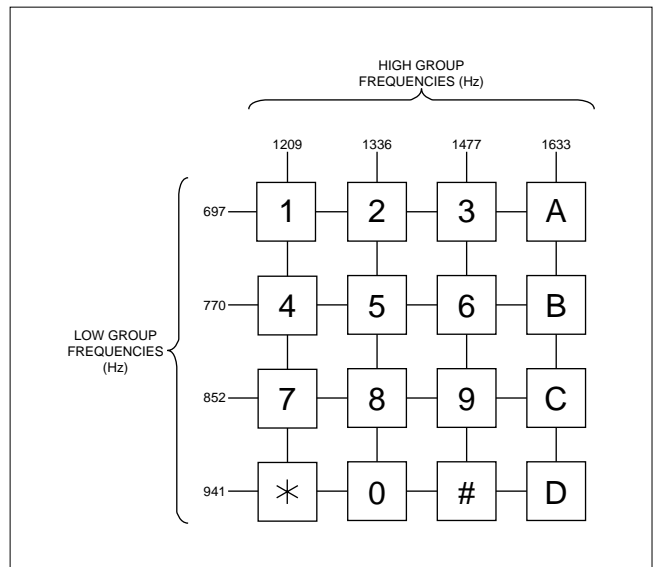 HIGH GROUP
FREQUENCIES (Hz)
1209 1336 1477 1633
697 1 2 3 A
770 4 5 6 B
LOW GROUP
FREQUENCIES
(Hz)
852 7 8 9 C
941 * 0 # D